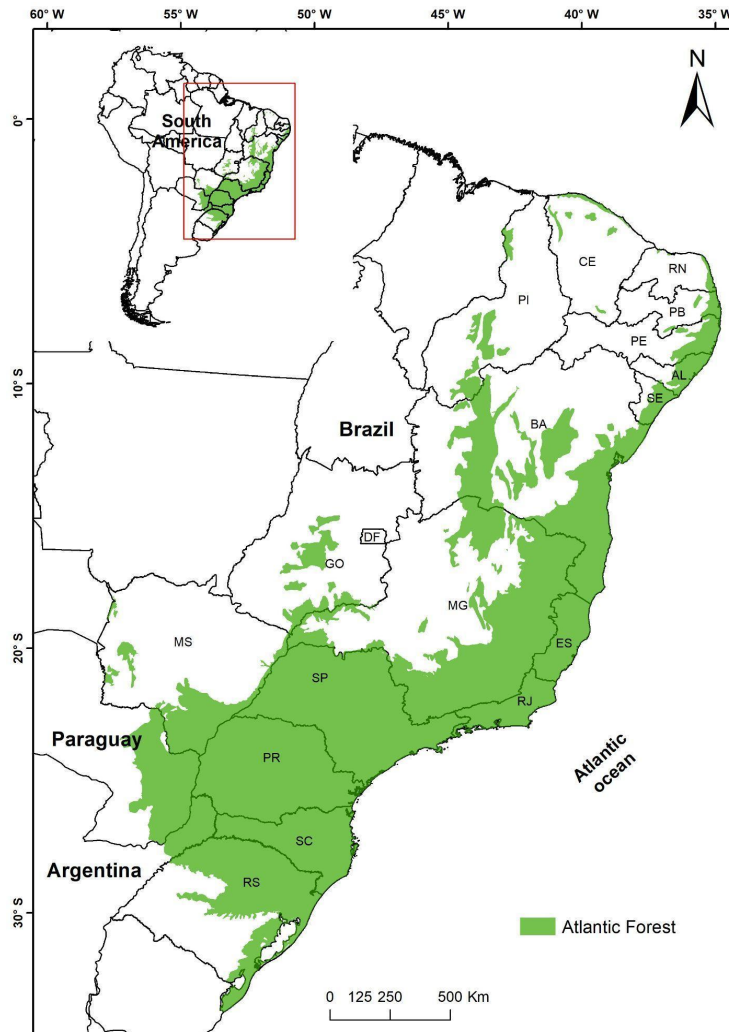 60° W
55°W
50°W
45°W
40°W
35°W
N
0°
South
America
CE
RN
PI
PB
PE
10°S
AL
SE
BA
Brazil
DF
GO
MG
MS
ES
20°S
SP
RJ
Paraguay
PR
Atlantic
ocean
SC
Argentina
RS
30°S
Atlantic Forest
0 125 250 500 Km